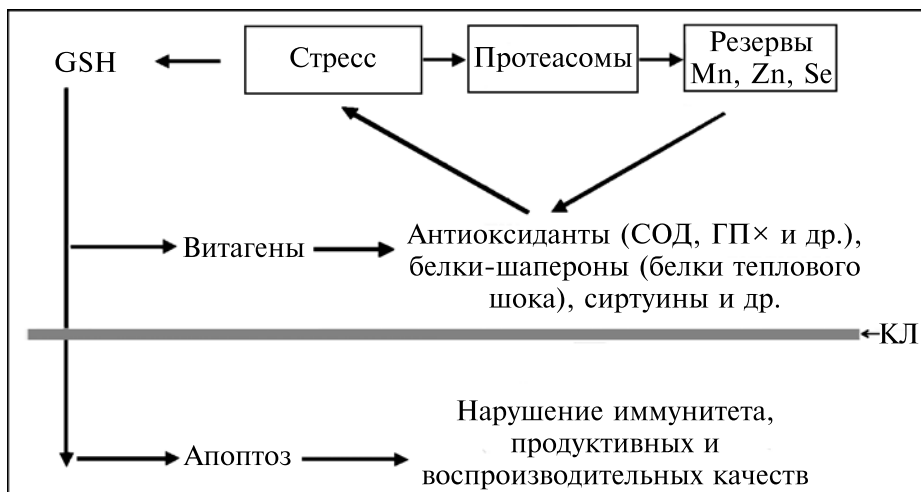 GSH
Стресс
Протеасомы
Резервы
Mn, Zn, Se
Витагены
Антиоксиданты (СОД, ГП× и др.),
белки-шапероны (белки теплового
шока), сиртуины и др.
КЛ
Апоптоз
Нарушение иммунитета,
продуктивных и
воспроизводительных качеств